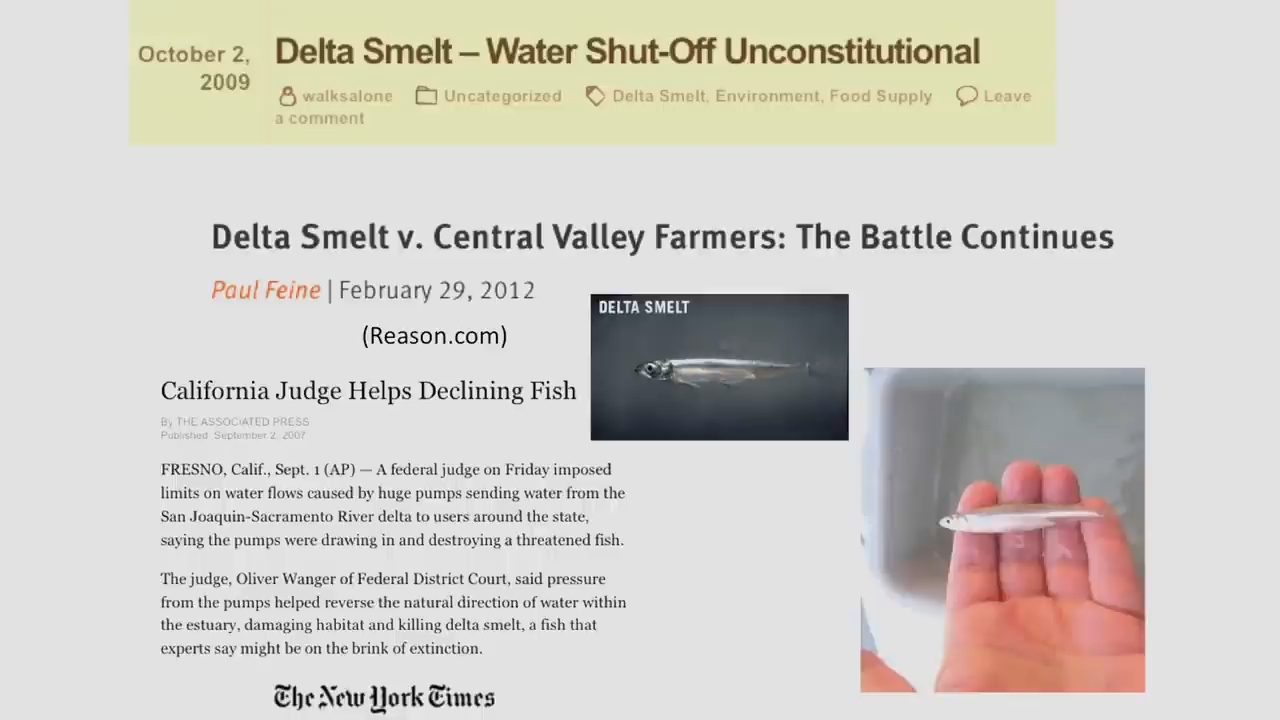 October 2,
2009
Delta Smelt – Water Shut-Off Unconstitutional
walksalone Uncategorized Delta Smelt, Environment, Food Supply Leave
a comment
Delta Smelt v. Central Valley Farmers: The Battle Continues
Paul Feine | February 29, 2012
(Reason.com)
DELTA SMELT
California Judge Helps Declining Fish
By THE ASSOCIATED PRESS
Published: September 2, 2007
FRESNO, Calif., Sept. 1 (AP) — A federal judge on Friday imposed
limits on water flows caused by huge pumps sending water from the
San Joaquin-Sacramento River delta to users around the state,
saying the pumps were drawing in and destroying a threatened fish.
The judge, Oliver Wanger of Federal District Court, said pressure
from the pumps helped reverse the natural direction of water within
the estuary, damaging habitat and killing delta smelt, a fish that
experts say might be on the brink of extinction.
The New York Times